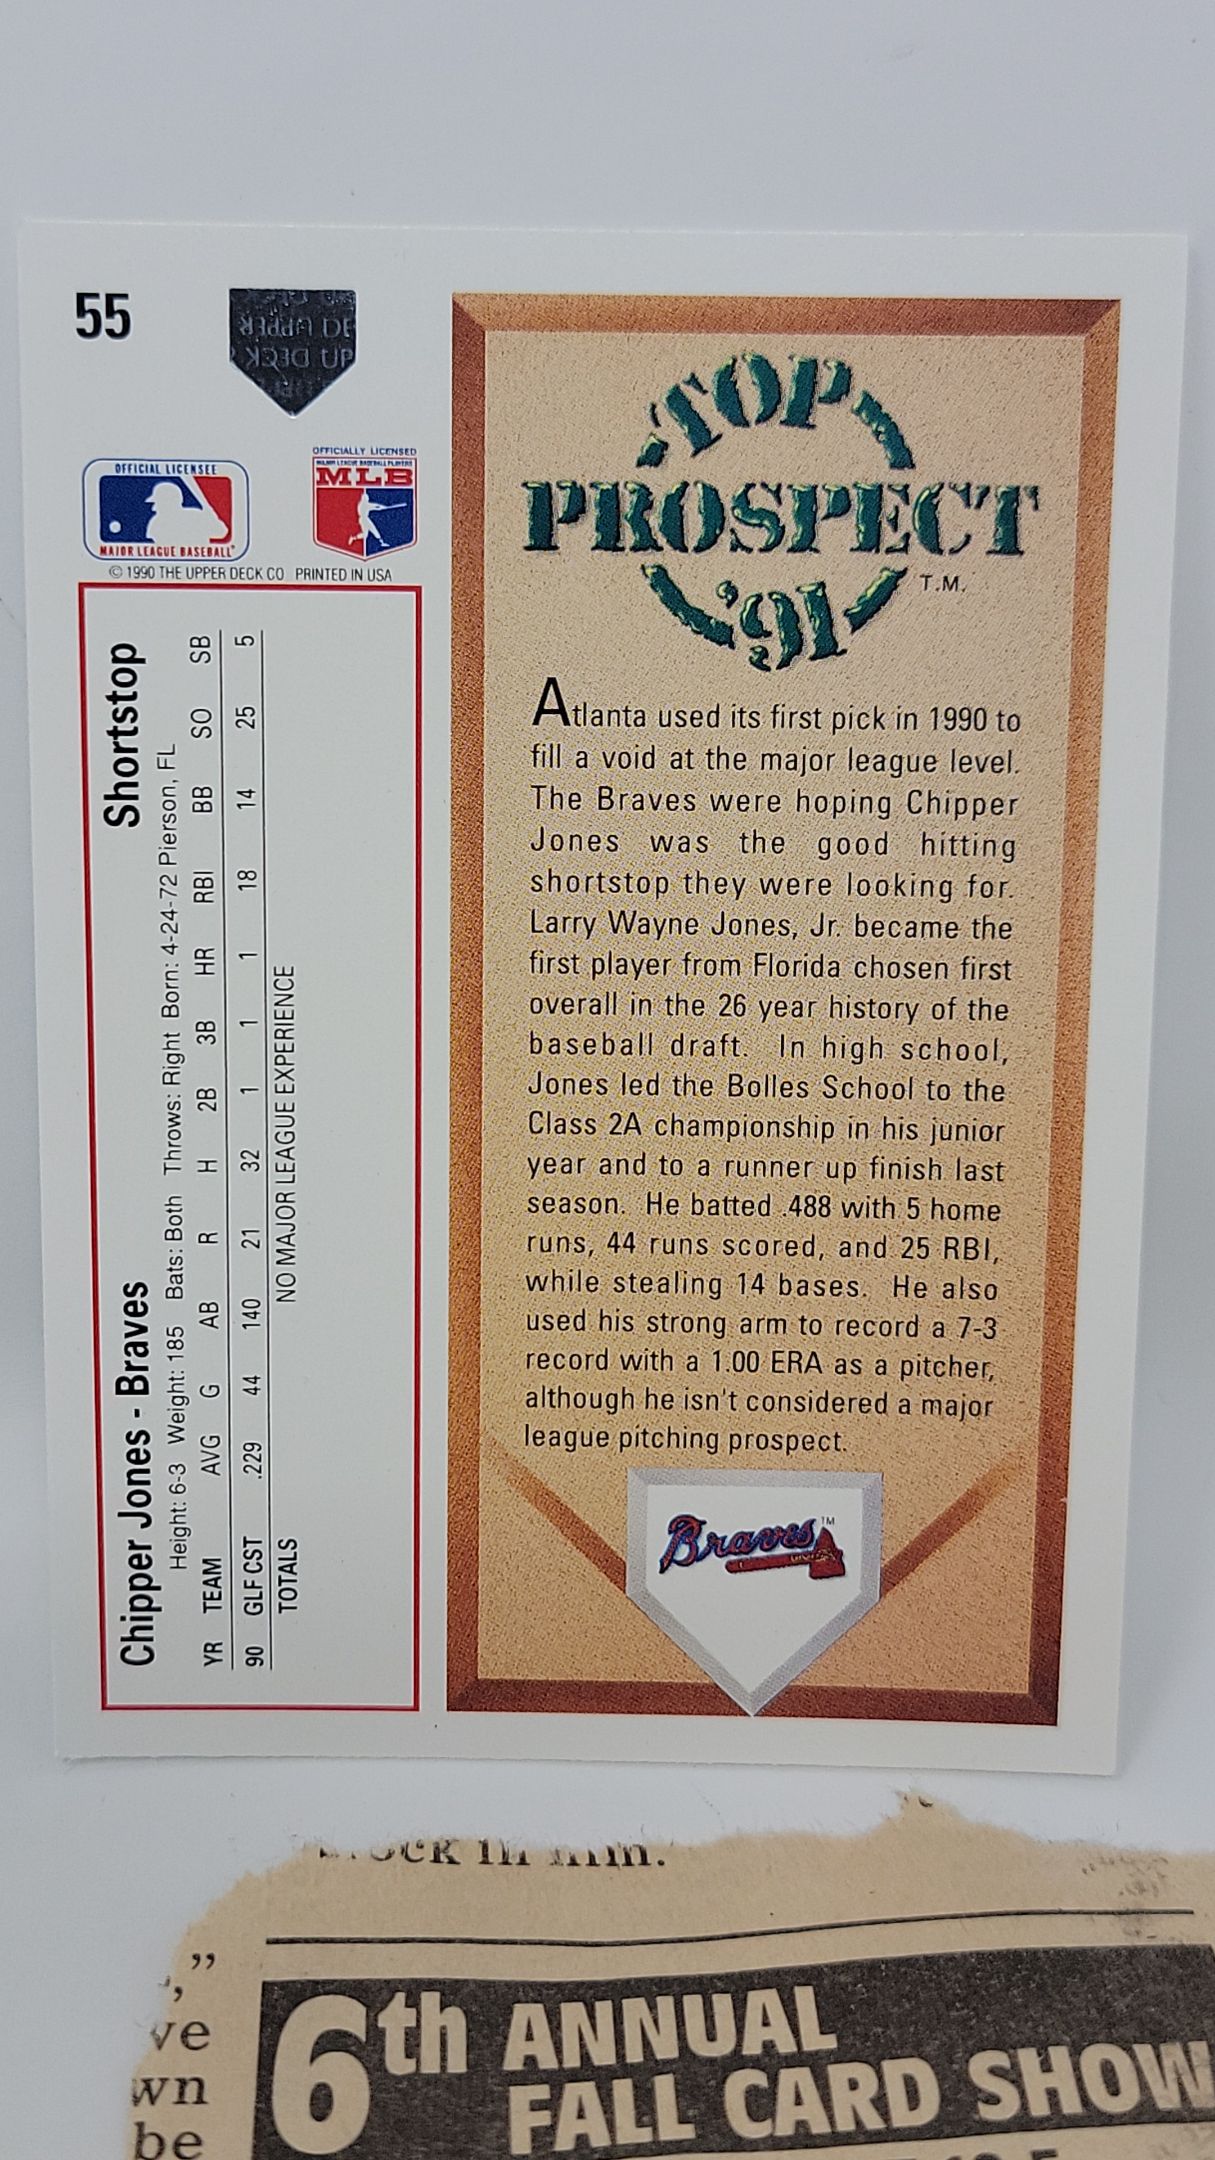 55
OFFICIAL LICENSEE
MAJOR LEAGUE BASEBALL
OFFICIALLY LICENSED
MAJOR LEAGUE BASEBALL PLAYERS
MLB
© 1990 THE UPPER DECK CO. PRINTED IN USA
Chipper Jones - Braves Shortstop
Height: 6-3 Weight: 185 Bats: Both Throws: Right Born: 4-24-72 Pierson, FL
YR TEAM AVG G AB R H 2B 3B HR RBI BB SO SB
90 GLF CST .229 44 140 21 32 1 1 1 18 14 25 5
TOTALS NO MAJOR LEAGUE EXPERIENCE
TOP
PROSPECT
'91
T.M.
Atlanta used its first pick in 1990 to
fill a void at the major league level.
The Braves were hoping Chipper
Jones was the good hitting
shortstop they were looking for.
Larry Wayne Jones, Jr. became the
first player from Florida chosen first
overall in the 26 year history of the
baseball draft. In high school,
Jones led the Bolles School to the
Class 2A championship in his junior
year and to a runner up finish last
season. He batted .488 with 5 home
runs, 44 runs scored, and 25 RBI,
while stealing 14 bases. He also
used his strong arm to record a 7-3
record with a 1.00 ERA as a pitcher,
although he isn't considered a major
league pitching prospect.
Braves
TM
6th ANNUAL
FALL CARD SHOW